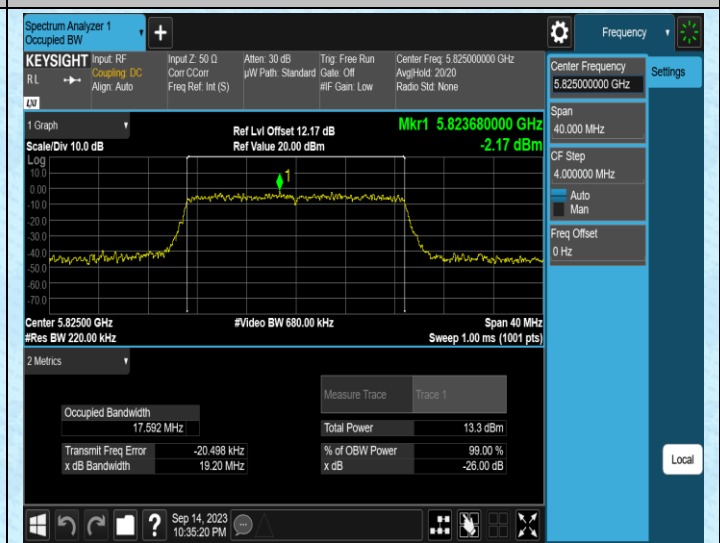 Spectrum Analyzer 1
Occupied BW
+
Frequency
KEYSIGHT
R L
LXI
Input: RF
Coupling: DC
Align: Auto
Input Z: 50 Ω
Corr CCorr
Freq Ref: Int (S)
Atten: 30 dB
µW Path: Standard
Trig: Free Run
Gate: Off
#IF Gain: Low
Center Freq: 5.825000000 GHz
Avg|Hold: 20/20
Radio Std: None
Center Frequency
5.825000000 GHz
Settings
Span
40.000 MHz
CF Step
4.000000 MHz
Auto
Man
Freq Offset
0 Hz
1 Graph
Scale/Div 10.0 dB
Ref Lvl Offset 12.17 dB
Ref Value 20.00 dBm
Mkr1 5.823680000 GHz
-2.17 dBm
Log
10.0
0.00
-10.0
-20.0
-30.0
-40.0
-50.0
-60.0
-70.0
1
Center 5.82500 GHz
#Video BW 680.00 kHz
Span 40 MHz
#Res BW 220.00 kHz
Sweep 1.00 ms (1001 pts)
2 Metrics
Measure Trace
Trace 1
Occupied Bandwidth
17.592 MHz
Total Power
13.3 dBm
Transmit Freq Error
-20.498 kHz
% of OBW Power
99.00 %
x dB Bandwidth
19.20 MHz
x dB
-26.00 dB
Local
?
Sep 14, 2023
10:35:20 PM